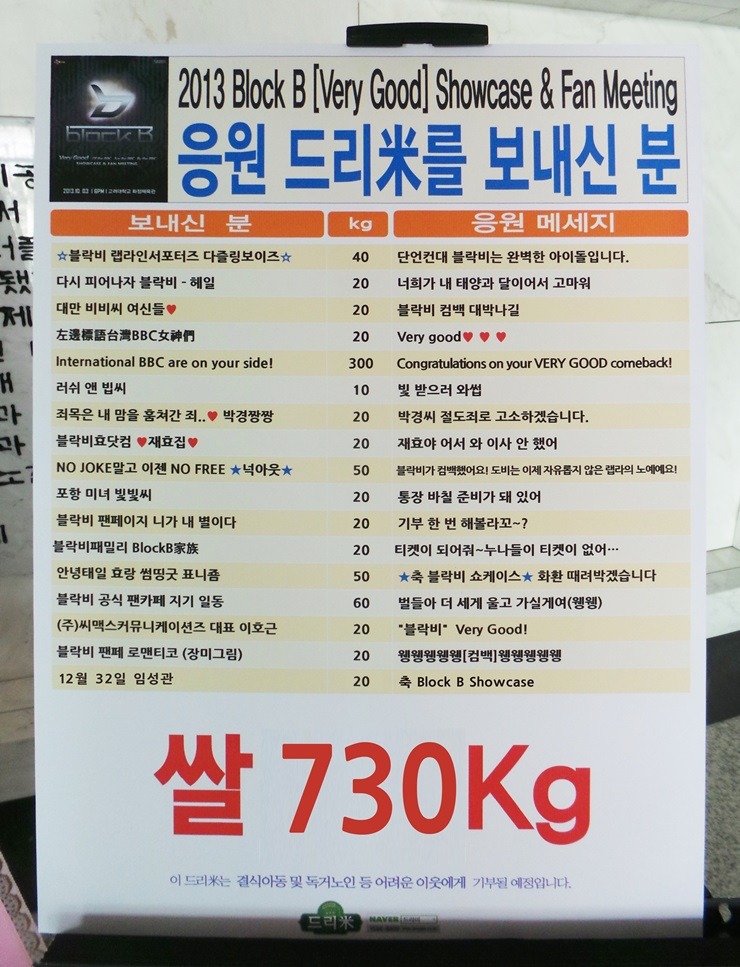 block B
Very Good
SHOWCASE & FAN MEETING
2013 Block B [Very Good] Showcase & Fan Meeting
응원 드리米를 보내신 분
보내신 분 kg 응원 메세지
☆블락비 랩라인서포터즈 다즐링보이즈☆ 40 단언컨대 블락비는 완벽한 아이돌입니다.
다시 피어나자 블락비 - 헤일 20 너희가 내 태양과 달이어서 고마워
대만 비비씨 여신들♥ 20 블락비 컴백 대박나길
左邊標語台灣BBC女神們 20 Very good♥ ♥ ♥
International BBC are on your side! 300 Congratulations on your VERY GOOD comeback!
러쉬 앤 빕씨 10 빛 받으러 와썹
죄목은 내 맘을 훔쳐간 죄..♥ 박경짱짱 20 박경씨 절도죄로 고소하겠습니다.
블락비효닷컴 ♥재효집♥ 20 재효야 어서 와 이사 안 했어
NO JOKE말고 이젠 NO FREE ★넉아웃★ 50 블락비가 컴백했어요! 도비는 이제 자유롭지 않은 랩라의 노예예요!
포항 미녀 빛빛씨 20 통장 바칠 준비가 돼 있어
블락비 팬페이지 니가 내 별이다 20 기부 한 번 해볼라꼬~?
블락비패밀리 BlockB家族 20 티켓이 되어줘~누나들이 티켓이 없어…
안녕태일 효랑 썸띵굿 표니쥼 50 ★축 블락비 쇼케이스★ 화환 때려박겠습니다
블락비 공식 팬카페 지기 일동 60 벌들아 더 세게 울고 가실게여(웽웽)
(주)씨맥스커뮤니케이션즈 대표 이호근 20 "블락비" Very Good!
블락비 팬페 로맨티코 (장미그림) 20 웽웽웽웽웽[컴백]웽웽웽웽웽
12월 32일 임성관 20 축 Block B Showcase
쌀 730Kg
이 드리米는 결식아동 및 독거노인 등 어려운 이웃에게 기부될 예정입니다.
드리米 NAVER